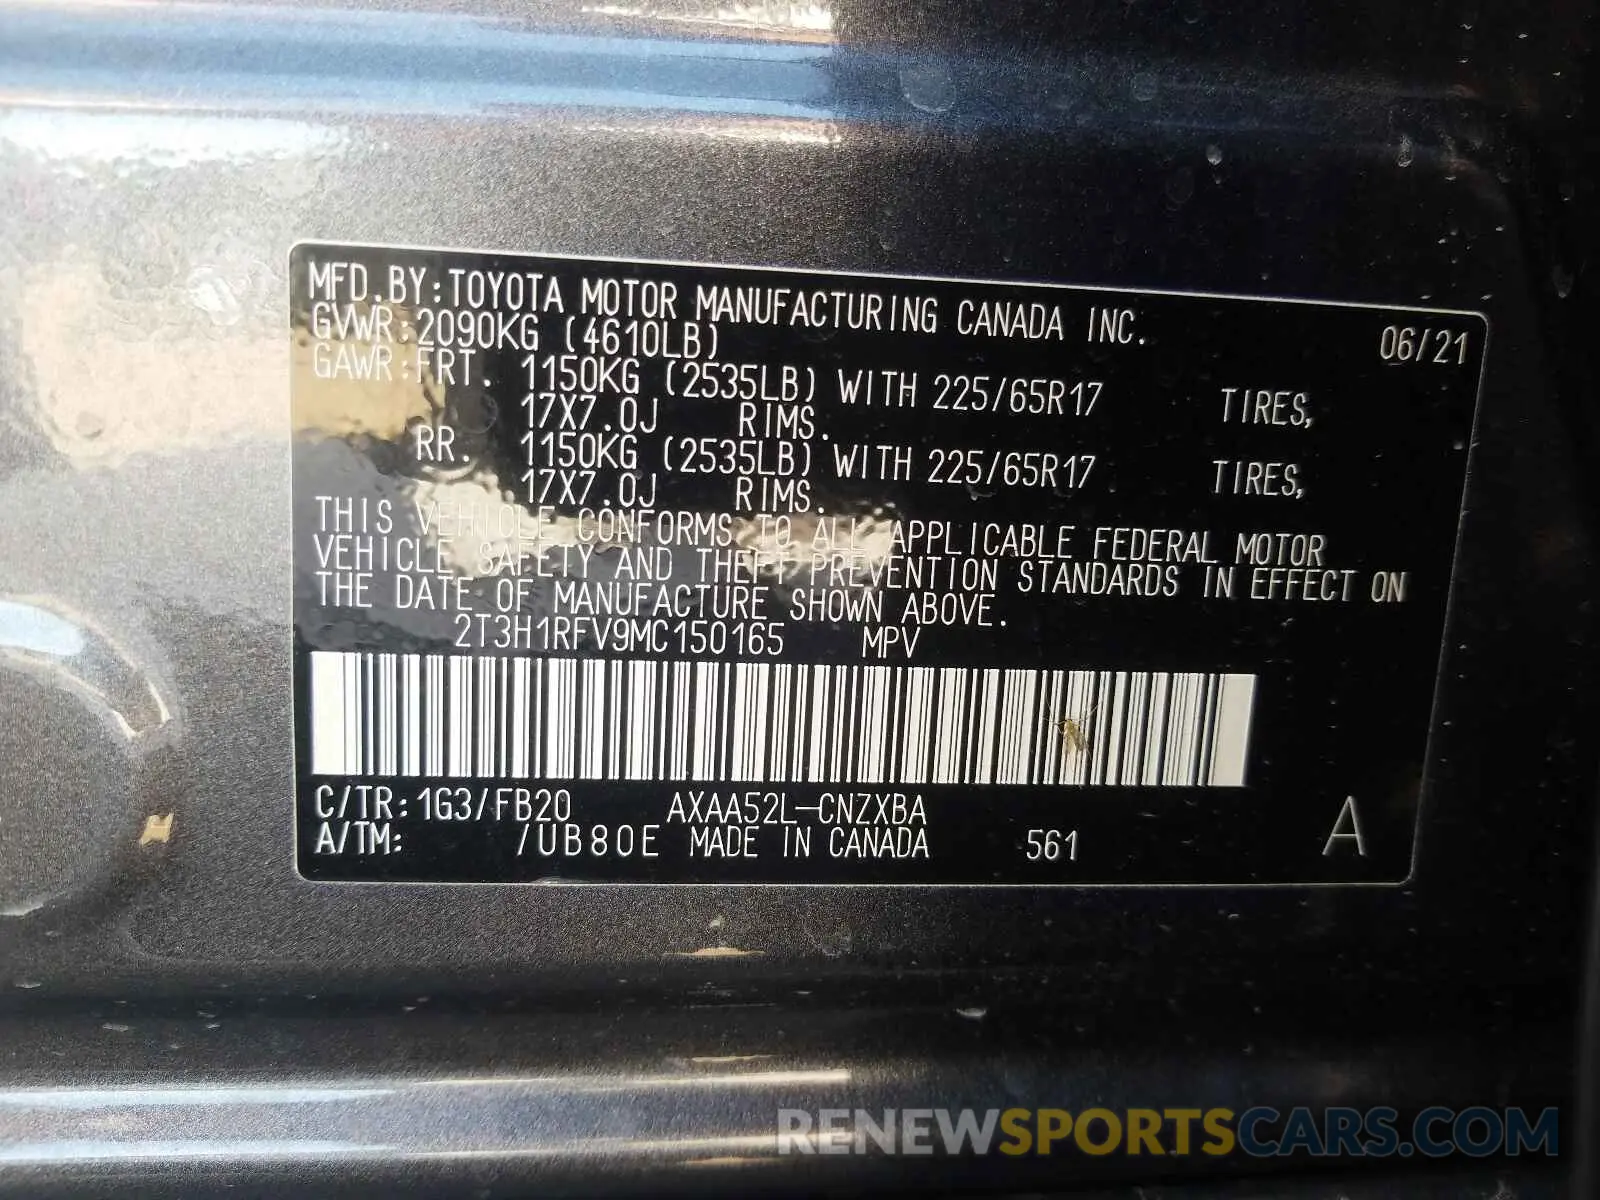 MFD.BY:TOYOTA MOTOR MANUFACTURING CANADA INC. 06/21
GVWR:2090KG (4610LB)
GAWR:FRT. 1150KG (2535LB) WITH 225/65R17 TIRES,
17X7.0J RIMS.
RR. 1150KG (2535LB) WITH 225/65R17 TIRES,
17X7.0J RIMS.
THIS VEHICLE CONFORMS TO ALL APPLICABLE FEDERAL MOTOR
VEHICLE SAFETY AND THEFT PREVENTION STANDARDS IN EFFECT ON
THE DATE OF MANUFACTURE SHOWN ABOVE.
2T3H1RFV9MC150165 MPV
C/TR:1G3/FB20 AXAA52L-CNZXBA
A/TM: /UB80E MADE IN CANADA 561 A
RENEWSPORTSCARS.COM